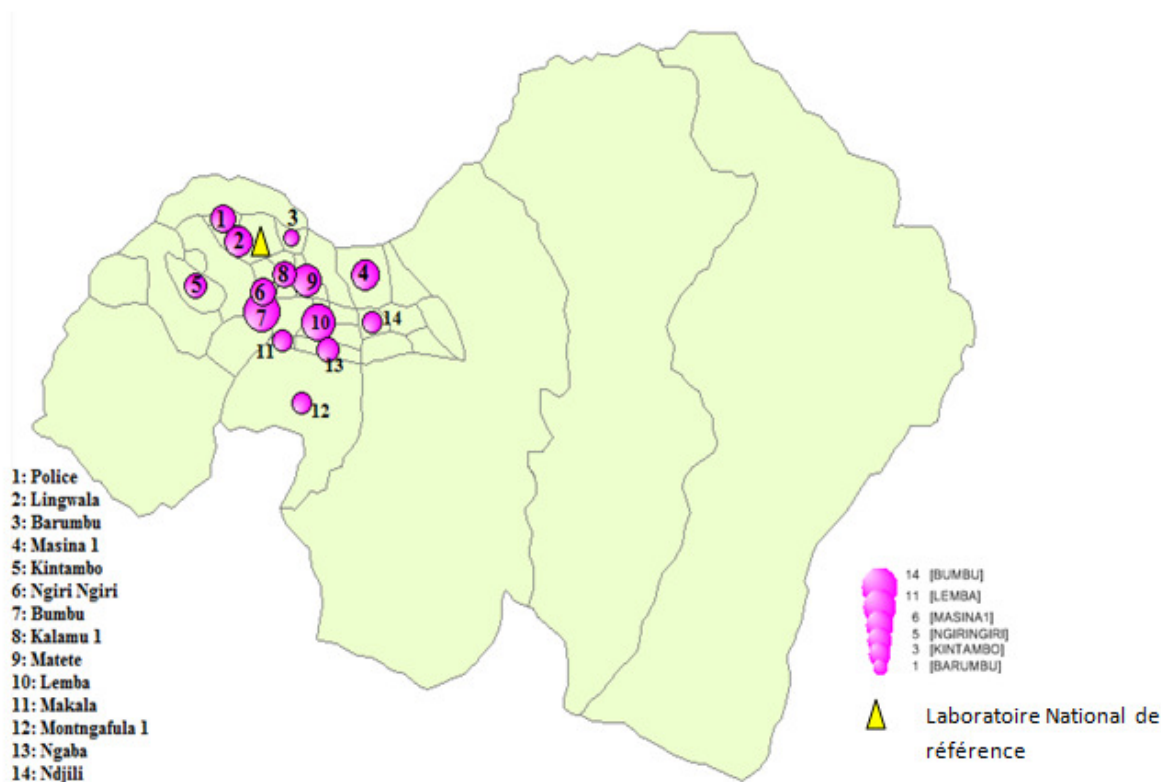 1
2
3
4
5
8
9
6
7
10
14
11
13
12
1: Police
2: Lingwala
3: Barumbu
4: Masina 1
5: Kintambo
6: Ngiri Ngiri
7: Bumbu
8: Kalamu 1
9: Matete
10: Lemba
11: Makala
12: Montngafula 1
13: Ngaba
14: Ndjili
14 [BUMBU]
11 [LEMBA]
6 [MASINA1]
5 [NGIRINGIRI]
3 [KINTAMBO]
1 [BARUMBU]
Laboratoire National de
référence